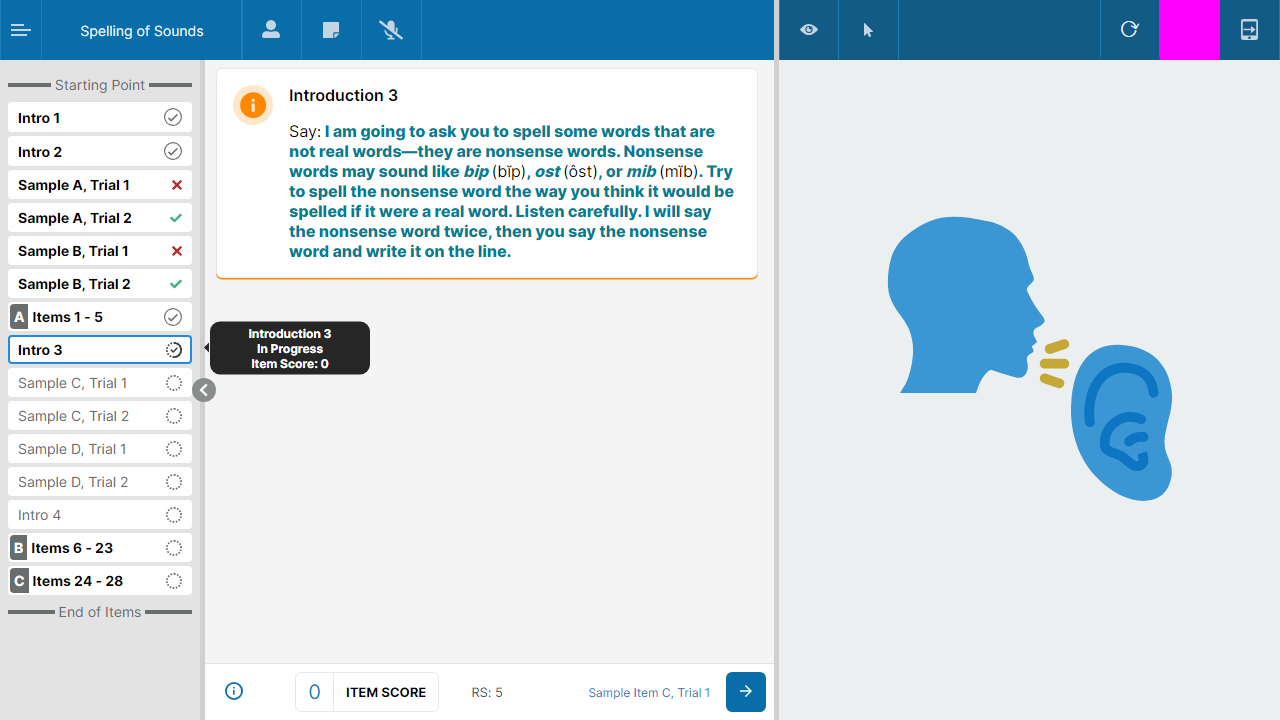 Spelling of Sounds
Starting Point
Intro 1
Intro 2
Sample A, Trial 1
Sample A, Trial 2
Sample B, Trial 1
Sample B, Trial 2
A Items 1 - 5
Intro 3
Sample C, Trial 1
Sample C, Trial 2
Sample D, Trial 1
Sample D, Trial 2
Intro 4
B Items 6 - 23
C Items 24 - 28
End of Items
Introduction 3
Say: I am going to ask you to spell some words that are
not real words—they are nonsense words. Nonsense
words may sound like bip (bĭp), ost (ôst), or mib (mĭb). Try
to spell the nonsense word the way you think it would be
spelled if it were a real word. Listen carefully. I will say
the nonsense word twice, then you say the nonsense
word and write it on the line.
Introduction 3
In Progress
Item Score: 0
0 ITEM SCORE
RS: 5
Sample Item C, Trial 1